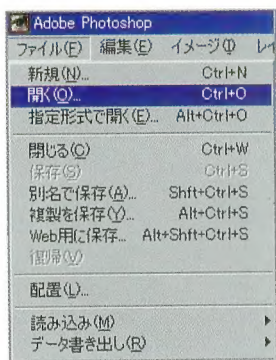 Adobe Photoshop
ファイル(F) 編集(E) イメージ(I) レイ
新規(N)... Ctrl+N
開く(O)... Ctrl+O
指定形式で開く(E)... Alt+Ctrl+O
閉じる(C) Ctrl+W
保存(S) Ctrl+S
別名で保存(A)... Shft+Ctrl+S
複製を保存(Y)... Alt+Ctrl+S
Web用に保存... Alt+Shft+Ctrl+S
復帰(V)
配置(L)...
読み込み(M)
データ書き出し(R)